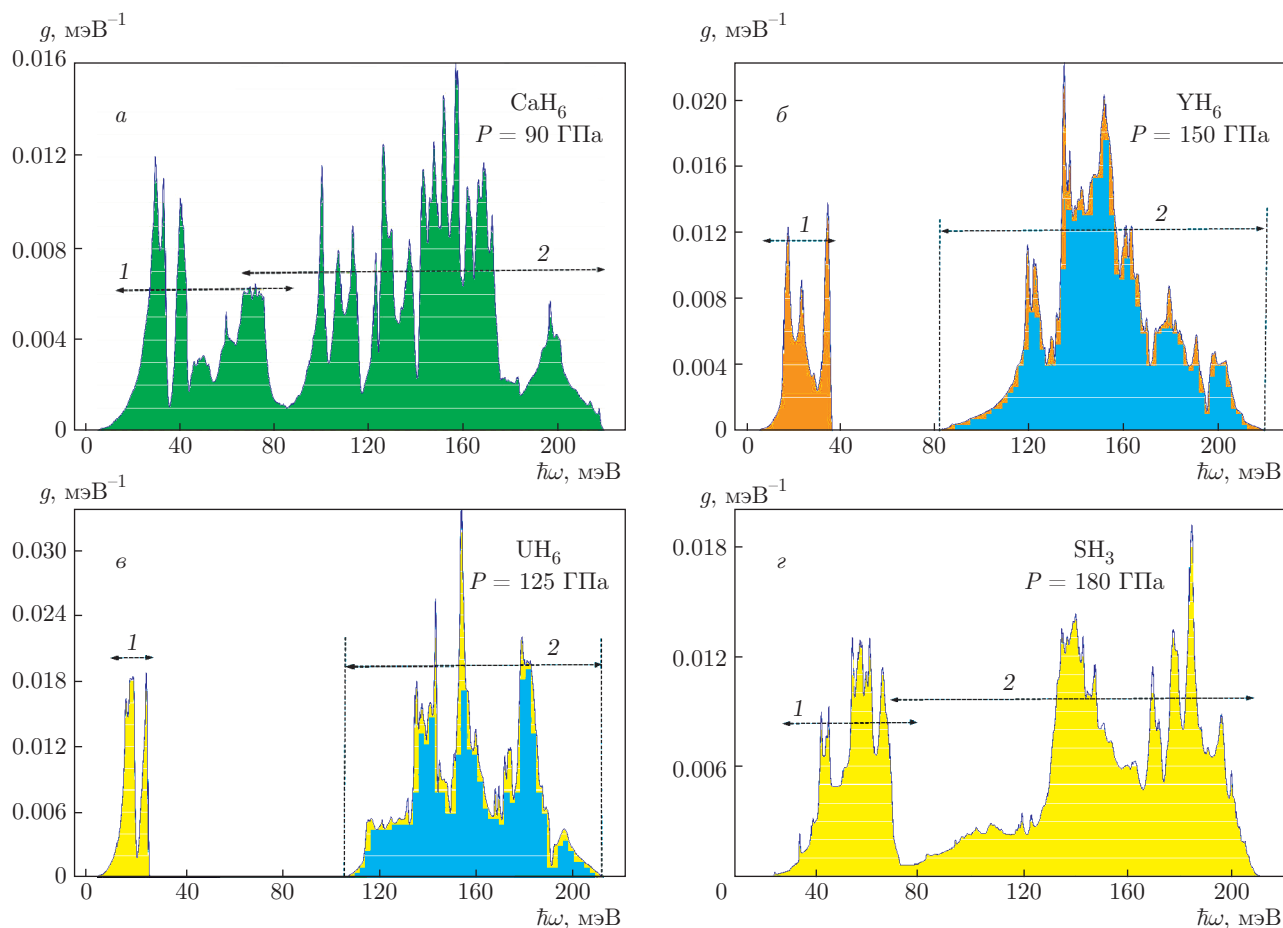 g, мэВ⁻¹
0.016
0.012
0.008
0.004
0
а
CaH₆
P = 90 ГПа
1
2
0 40 80 120 160 200
ℏω, мэВ
g, мэВ⁻¹
0.020
0.016
0.012
0.008
0.004
0
б
YH₆
P = 150 ГПа
1
2
0 40 80 120 160 200
ℏω, мэВ
g, мэВ⁻¹
0.030
0.024
0.018
0.012
0.006
0
в
UH₆
P = 125 ГПа
1
2
0 40 80 120 160 200
ℏω, мэВ
g, мэВ⁻¹
0.018
0.012
0.006
0
г
SH₃
P = 180 ГПа
1
2
40 80 120 160 200
ℏω, мэВ